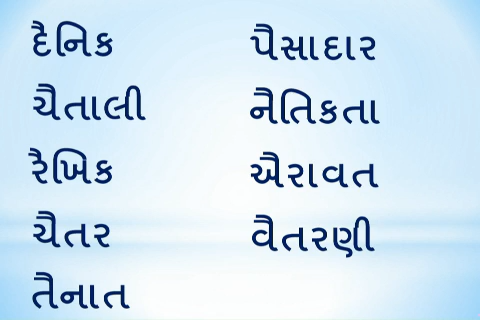 દૈનિક
ચૈતાલી
રૈખિક
ચૈતર
તૈનાત
પૈસાદાર
નૈતિકતા
ઐરાવત
વૈતરણી